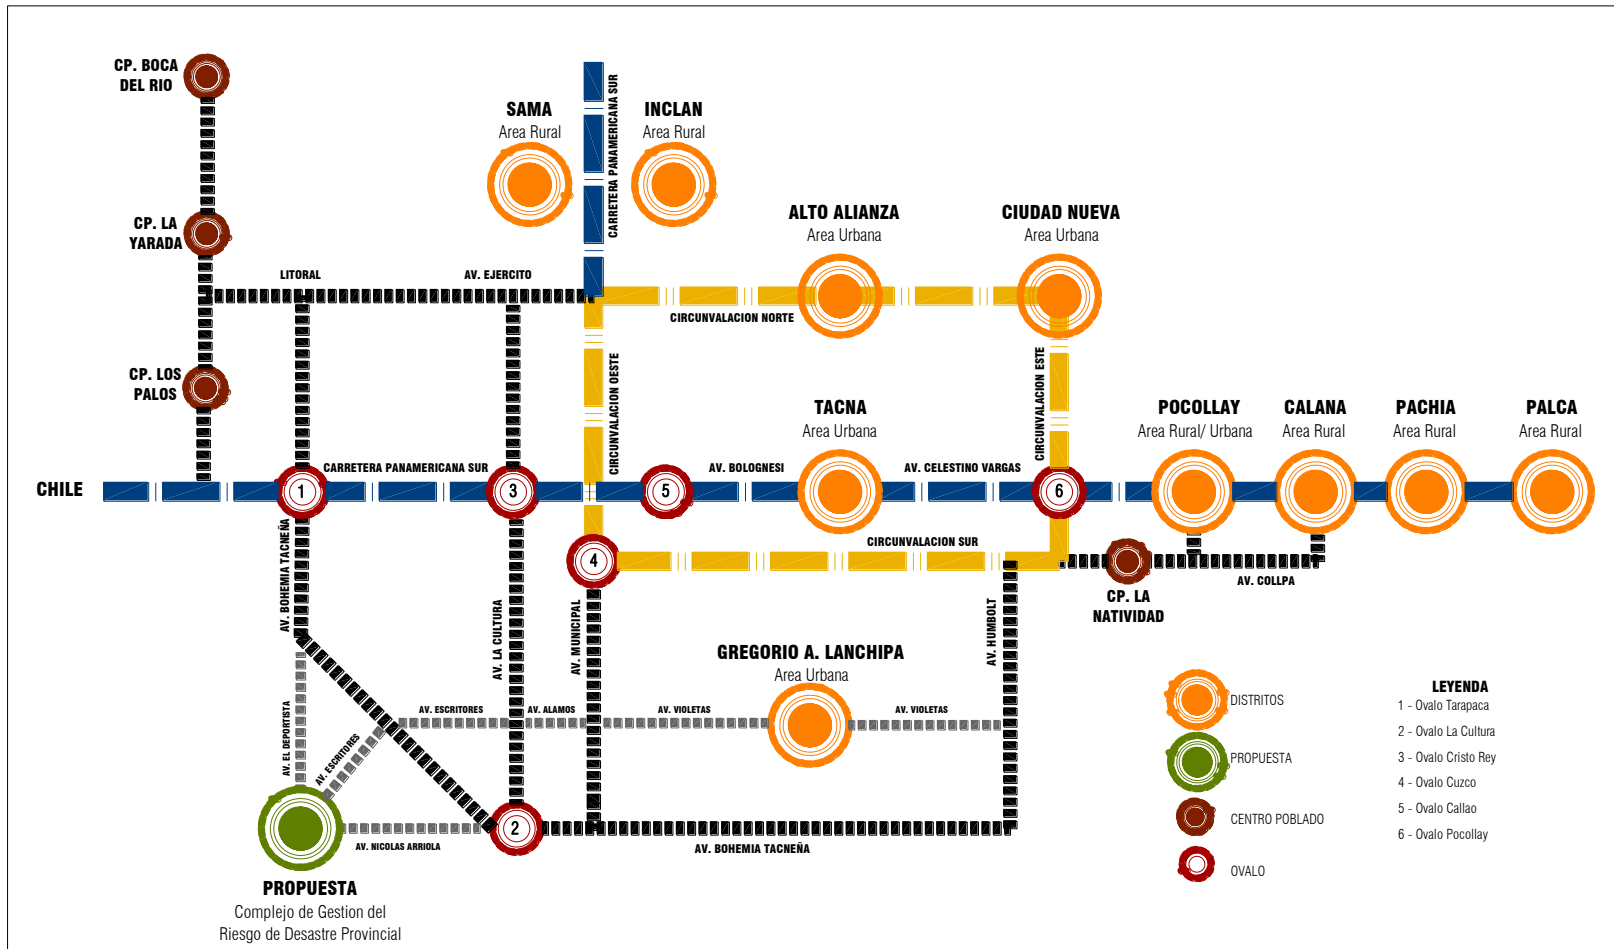 CP. BOCA
DEL RIO
SAMA
Area Rural
CARRETERA PANAMERICANA SUR
INCLAN
Area Rural
CP. LA
YARADA
ALTO ALIANZA
Area Urbana
CIUDAD NUEVA
Area Urbana
LITORAL
AV. EJERCITO
CIRCUNVALACION NORTE
CP. LOS
PALOS
CIRCUNVALACION OESTE
CIRCUNVALACION ESTE
TACNA
Area Urbana
POCOLLAY
Area Rural/ Urbana
CALANA
Area Rural
PACHIA
Area Rural
PALCA
Area Rural
CHILE
CARRETERA PANAMERICANA SUR
AV. BOLOGNESI
AV. CELESTINO VARGAS
1
3
5
6
AV. BOHEMIA TACNEÑA
CIRCUNVALACION SUR
4
AV. COLLPA
CP. LA
NATIVIDAD
AV. LA CULTURA
AV. MUNICIPAL
AV. HUMBOLT
GREGORIO A. LANCHIPA
Area Urbana
AV. EL DEPORTISTA
AV. ESCRITORES
AV. ESCRITORES
AV. ALAMOS
AV. VIOLETAS
AV. VIOLETAS
2
AV. NICOLAS ARRIOLA
AV. BOHEMIA TACNEÑA
PROPUESTA
Complejo de Gestion del
Riesgo de Desastre Provincial
DISTRITOS
PROPUESTA
CENTRO POBLADO
OVALO
LEYENDA
1 - Ovalo Tarapaca
2 - Ovalo La Cultura
3 - Ovalo Cristo Rey
4 - Ovalo Cuzco
5 - Ovalo Callao
6 - Ovalo Pocollay